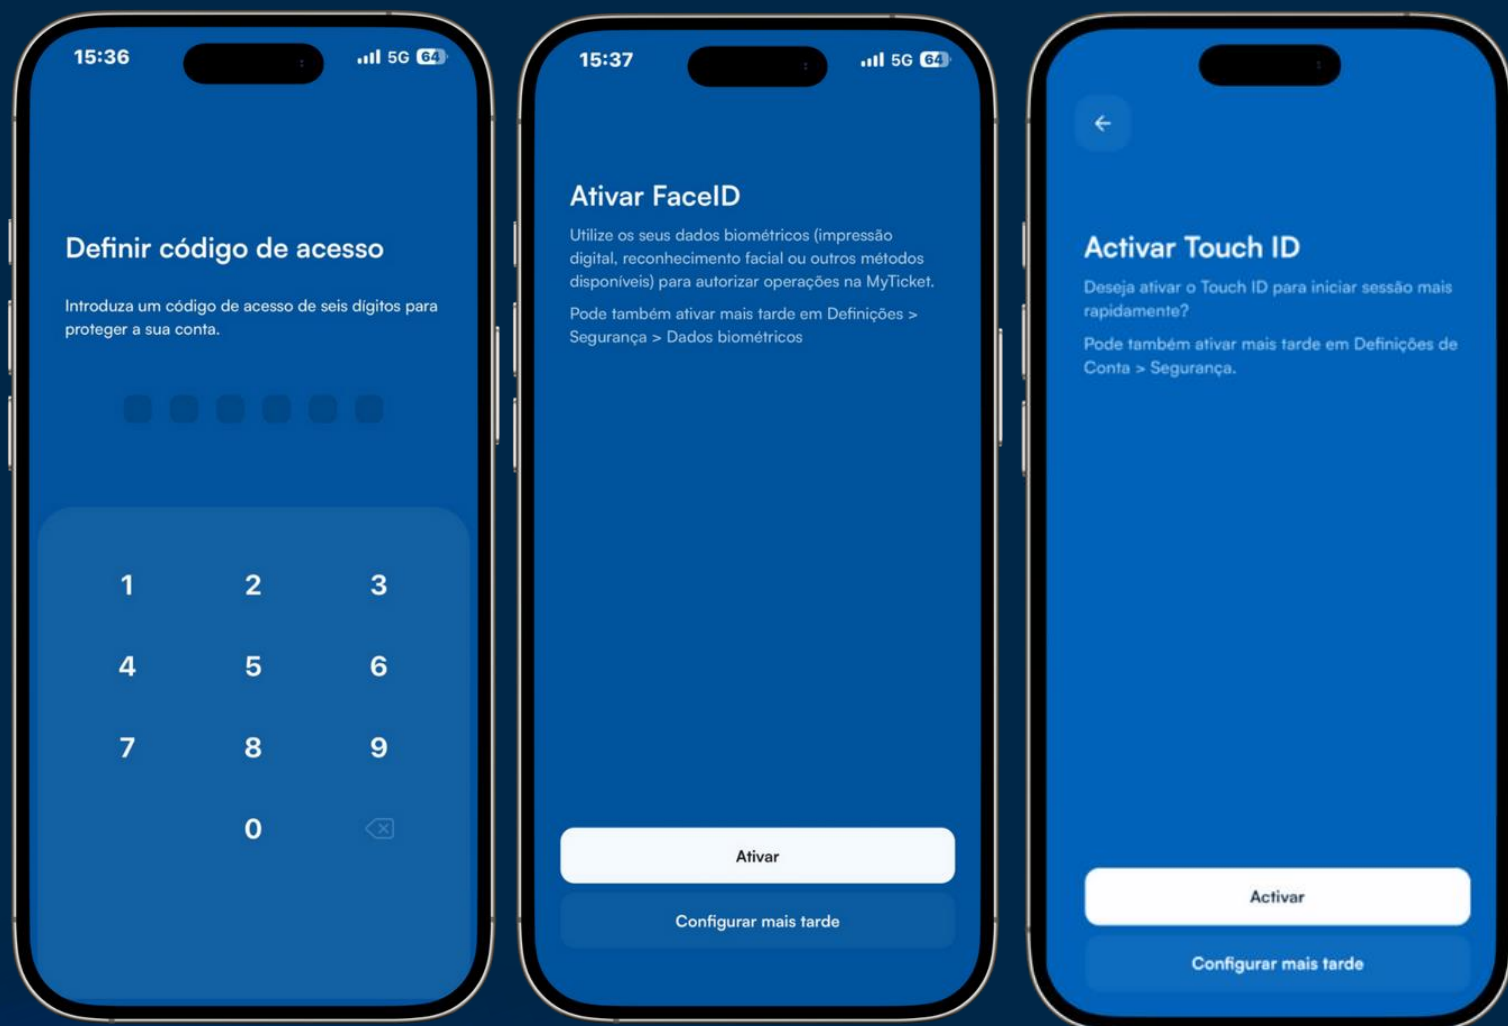 15:36
5G 64
Definir código de acesso
Introduza um código de acesso de seis dígitos para
proteger a sua conta.
1 2 3
4 5 6
7 8 9
0
15:37
5G 64
Ativar FaceID
Utilize os seus dados biométricos (impressão
digital, reconhecimento facial ou outros métodos
disponíveis) para autorizar operações na MyTicket.
Pode também ativar mais tarde em Definições >
Segurança > Dados biométricos
Ativar
Configurar mais tarde
Activar Touch ID
Deseja ativar o Touch ID para iniciar sessão mais
rapidamente?
Pode também ativar mais tarde em Definições de
Conta > Segurança.
Activar
Configurar mais tarde